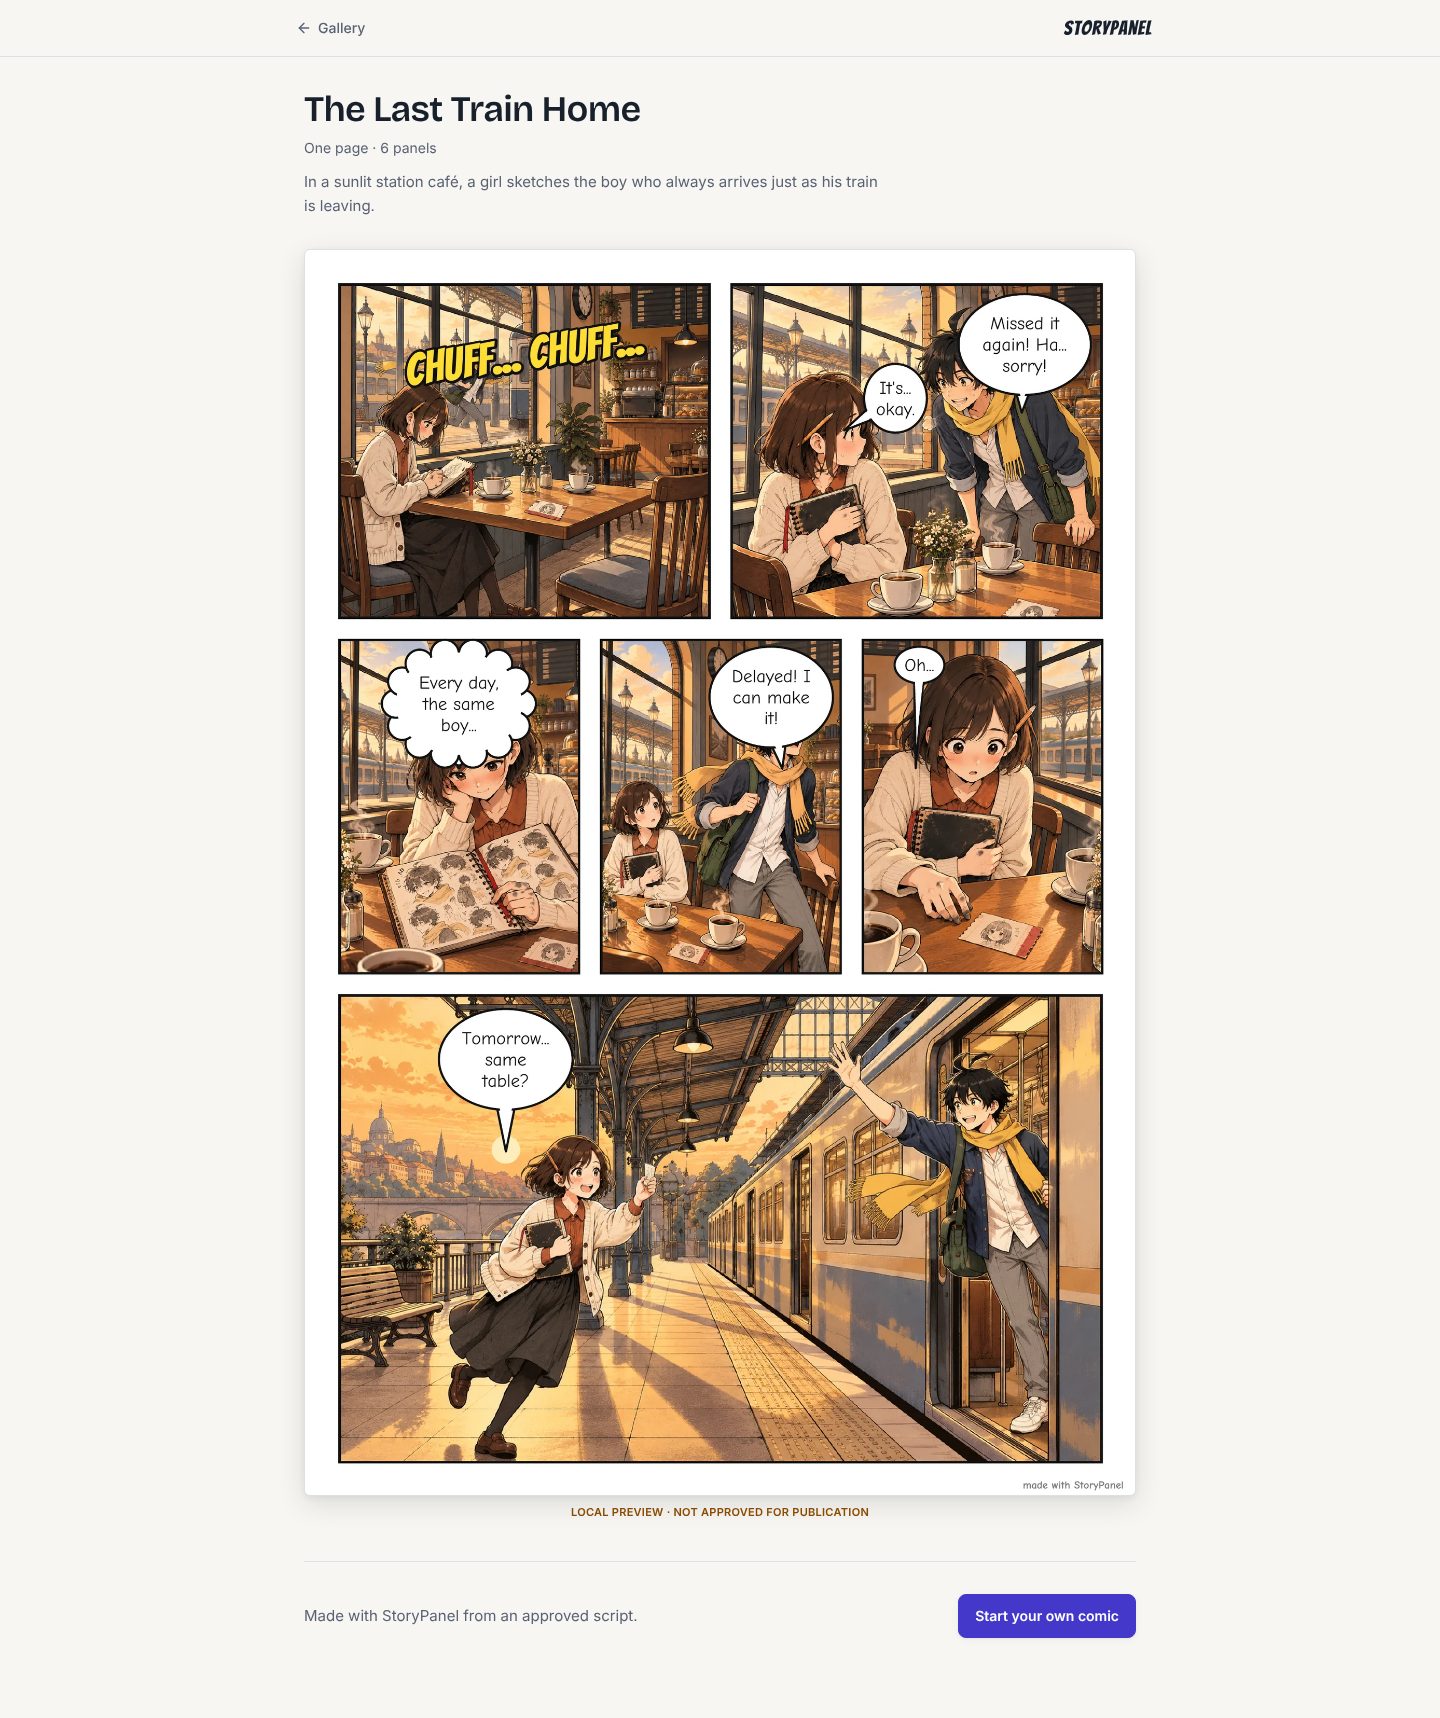 Gallery
STORYPANEL
The Last Train Home
One page · 6 panels
In a sunlit station café, a girl sketches the boy who always arrives just as his train
is leaving.
CHUFF... CHUFF...
It's...
okay.
Missed it
again! Ha...
sorry!
Every day,
the same
boy...
Delayed! I
can make
it!
Oh...
Tomorrow...
same
table?
made with StoryPanel
LOCAL PREVIEW · NOT APPROVED FOR PUBLICATION
Made with StoryPanel from an approved script.
Start your own comic